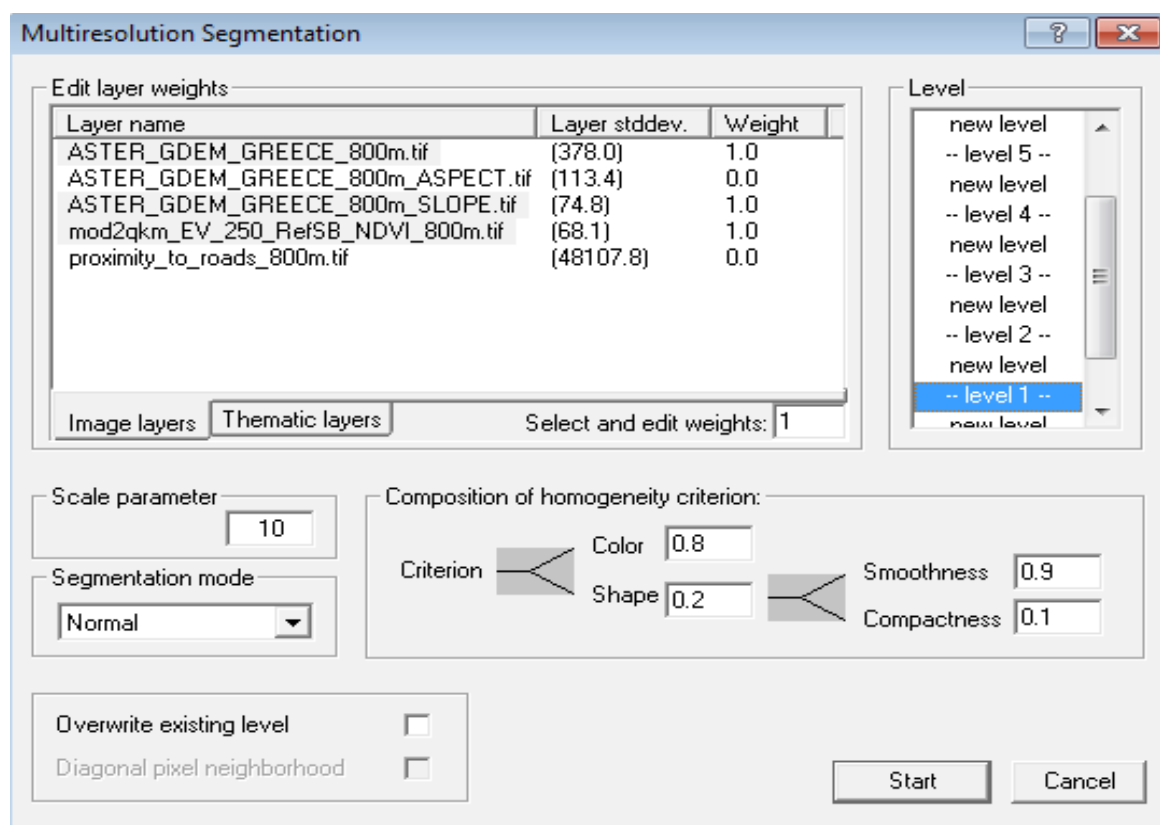 Multiresolution Segmentation
Edit layer weights
Layer name Layer stddev. Weight
ASTER_GDEM_GREECE_800m.tif (378.0) 1.0
ASTER_GDEM_GREECE_800m_ASPECT.tif (113.4) 0.0
ASTER_GDEM_GREECE_800m_SLOPE.tif (74.8) 1.0
mod2qkm_EV_250_RefSB_NDVI_800m.tif (68.1) 1.0
proximity_to_roads_800m.tif (48107.8) 0.0
Image layers Thematic layers Select and edit weights: 1
Level
new level
-- level 5 --
new level
-- level 4 --
new level
-- level 3 --
new level
-- level 2 --
new level
-- level 1 --
new level
Scale parameter
10
Segmentation mode
Normal
Composition of homogeneity criterion:
Criterion
Color 0.8
Shape 0.2
Smoothness 0.9
Compactness 0.1
Overwrite existing level
Diagonal pixel neighborhood
Start Cancel